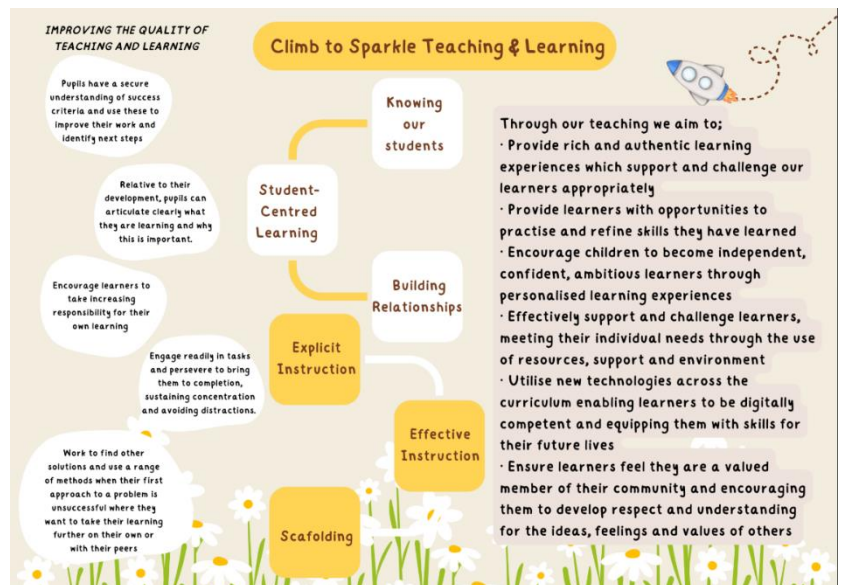 IMPROVING THE QUALITY OF
TEACHING AND LEARNING
Climb to Sparkle Teaching & Learning
Pupils have a secure
understanding of success
criteria and use these to
improve their work and
identify next steps
Relative to their
development, pupils can
articulate clearly what
they are learning and why
this is important.
Encourage learners to
take increasing
responsibility for their
own learning
Engage readily in tasks
and persevere to bring
them to completion,
sustaining concentration
and avoiding distractions.
Work to find other
solutions and use a range
of methods when their first
approach to a problem is
unsuccessful where they
want to take their learning
further on their own or
with their peers
Knowing
our
students
Student-
Centred
Learning
Building
Relationships
Explicit
Instruction
Effective
Instruction
Scafolding
Through our teaching we aim to;
· Provide rich and authentic learning
experiences which support and challenge our
learners appropriately
· Provide learners with opportunities to
practise and refine skills they have learned
· Encourage children to become independent,
confident, ambitious learners through
personalised learning experiences
· Effectively support and challenge learners,
meeting their individual needs through the use
of resources, support and environment
· Utilise new technologies across the
curriculum enabling learners to be digitally
competent and equipping them with skills for
their future lives
· Ensure learners feel they are a valued
member of their community and encouraging
them to develop respect and understanding
for the ideas, feelings and values of others